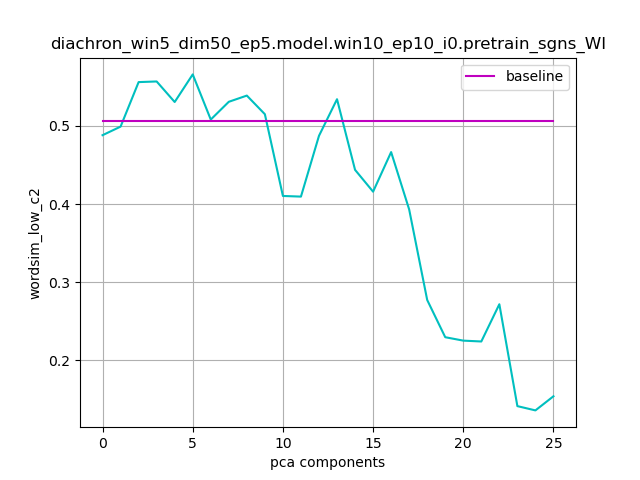 diachron_win5_dim50_ep5.model.win10_ep10_i0.pretrain_sgns_WI
baseline
0.5
0.4
0.3
0.2
wordsim_low_c2
0 5 10 15 20 25
pca components